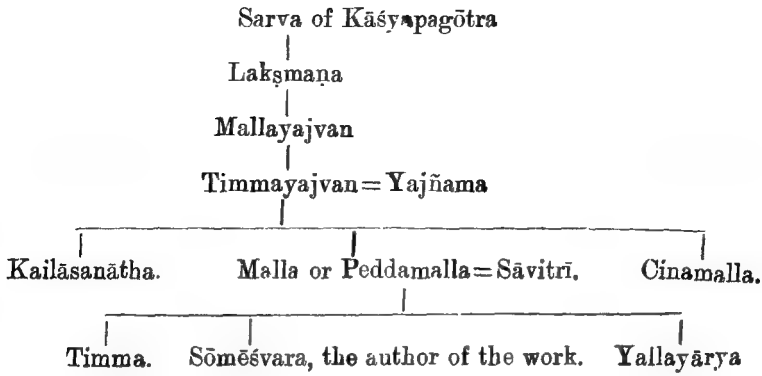 Sarva of Kāśyapagōtra
Lakṣmaṇa
Mallayajvan
Timmayajvan = Yajñama
Kailāsanātha. Malla or Peddamalla = Sāvitrī. Cinamalla.
Timma. Sōmēśvara, the author of the work. Yallayārya